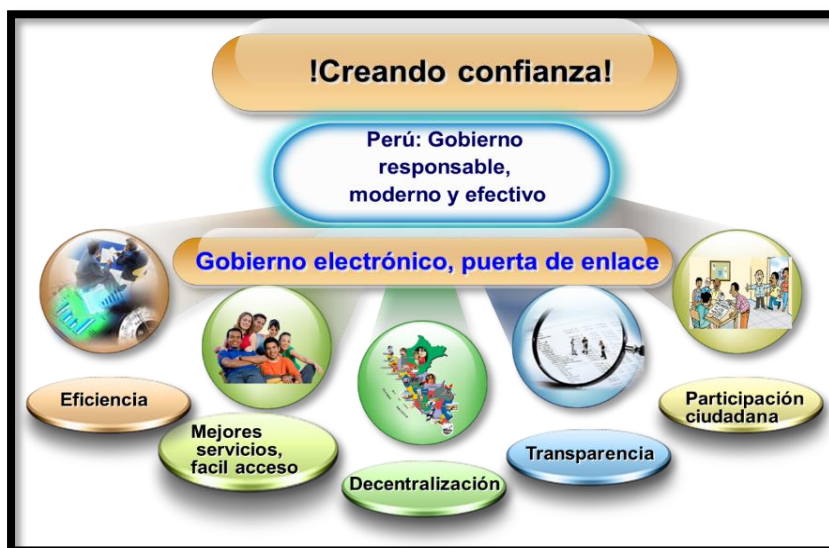 !Creando confianza!
Perú: Gobierno
responsable,
moderno y efectivo
Gobierno electrónico, puerta de enlace
Eficiencia
Mejores
servicios,
facil acceso
Decentralización
Transparencia
Participación
ciudadana